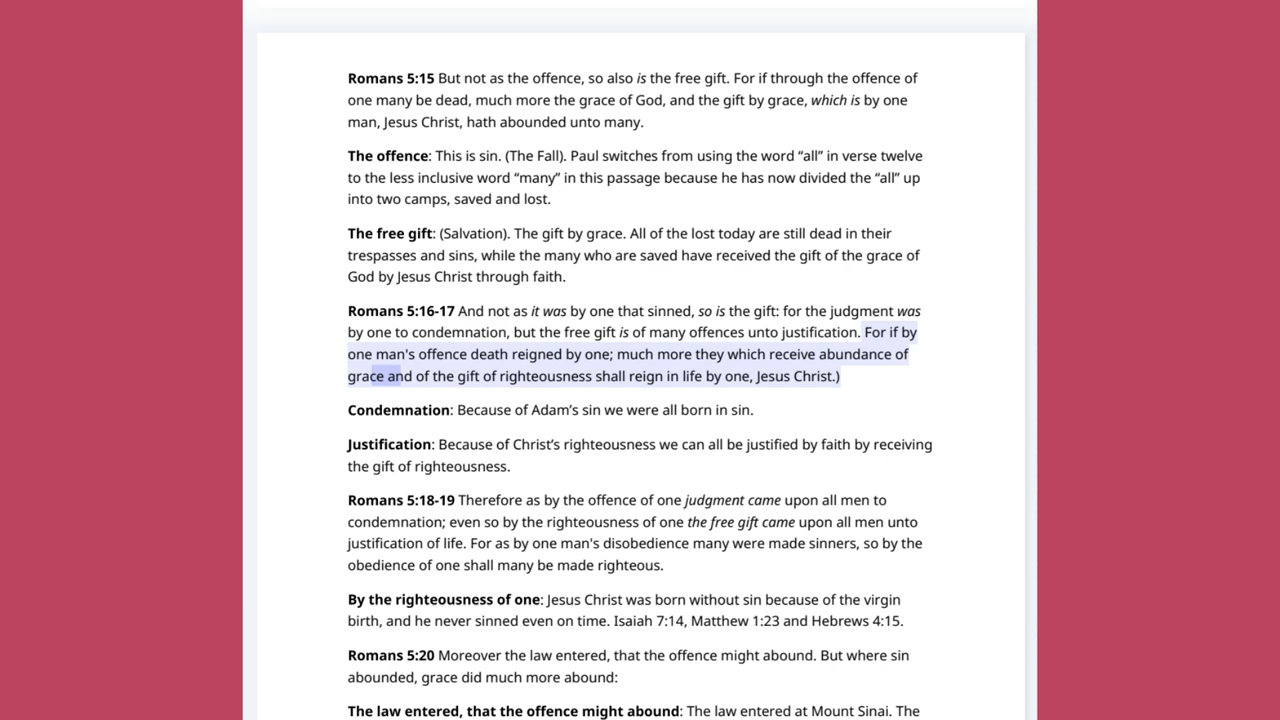 Romans 5:15 But not as the offence, so also is the free gift. For if through the offence of
one many be dead, much more the grace of God, and the gift by grace, which is by one
man, Jesus Christ, hath abounded unto many.
The offence: This is sin. (The Fall). Paul switches from using the word “all” in verse twelve
to the less inclusive word “many” in this passage because he has now divided the “all” up
into two camps, saved and lost.
The free gift: (Salvation). The gift by grace. All of the lost today are still dead in their
trespasses and sins, while the many who are saved have received the gift of the grace of
God by Jesus Christ through faith.
Romans 5:16-17 And not as it was by one that sinned, so is the gift: for the judgment was
by one to condemnation, but the free gift is of many offences unto justification. For if by
one man's offence death reigned by one; much more they which receive abundance of
grace and of the gift of righteousness shall reign in life by one, Jesus Christ.)
Condemnation: Because of Adam’s sin we were all born in sin.
Justification: Because of Christ’s righteousness we can all be justified by faith by receiving
the gift of righteousness.
Romans 5:18-19 Therefore as by the offence of one judgment came upon all men to
condemnation; even so by the righteousness of one the free gift came upon all men unto
justification of life. For as by one man's disobedience many were made sinners, so by the
obedience of one shall many be made righteous.
By the righteousness of one: Jesus Christ was born without sin because of the virgin
birth, and he never sinned even on time. Isaiah 7:14, Matthew 1:23 and Hebrews 4:15.
Romans 5:20 Moreover the law entered, that the offence might abound. But where sin
abounded, grace did much more abound:
The law entered, that the offence might abound: The law entered at Mount Sinai. The